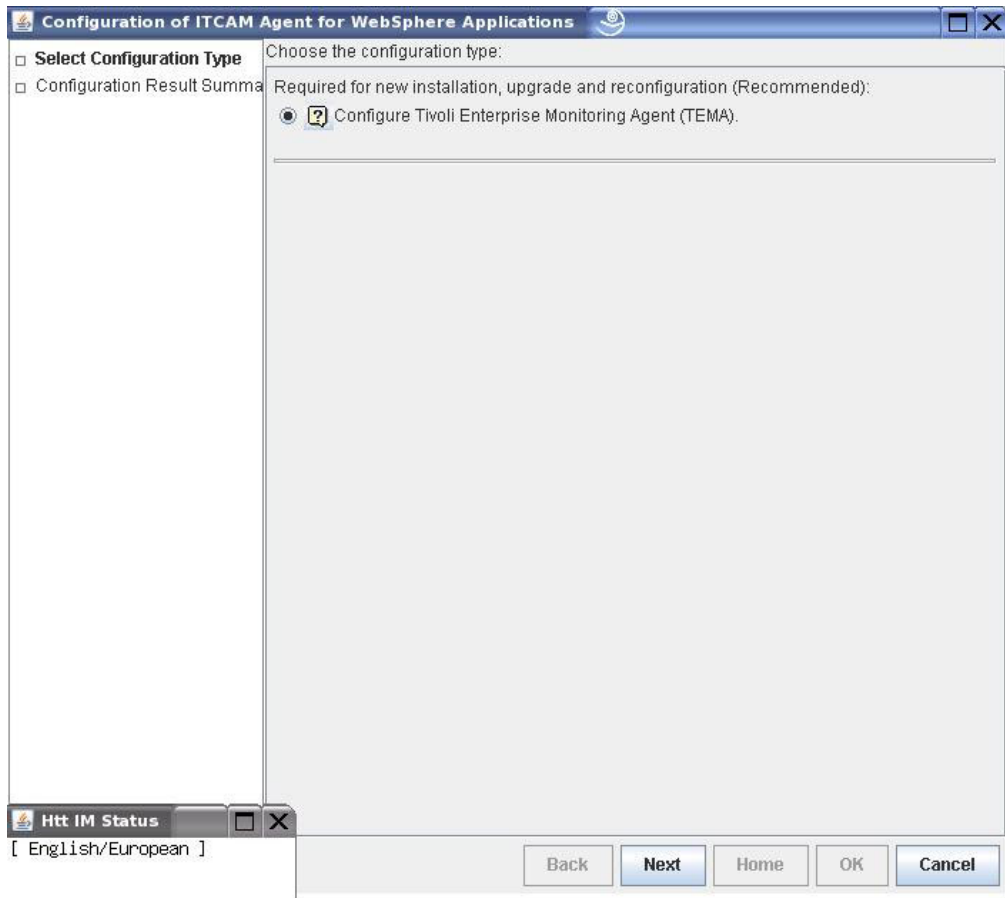 Configuration of ITCAM Agent for WebSphere Applications
Select Configuration Type
Configuration Result Summa
Choose the configuration type:
Required for new installation, upgrade and reconfiguration (Recommended):
Configure Tivoli Enterprise Monitoring Agent (TEMA).
Htt IM Status
[ English/European ]
Back
Next
Home
OK
Cancel